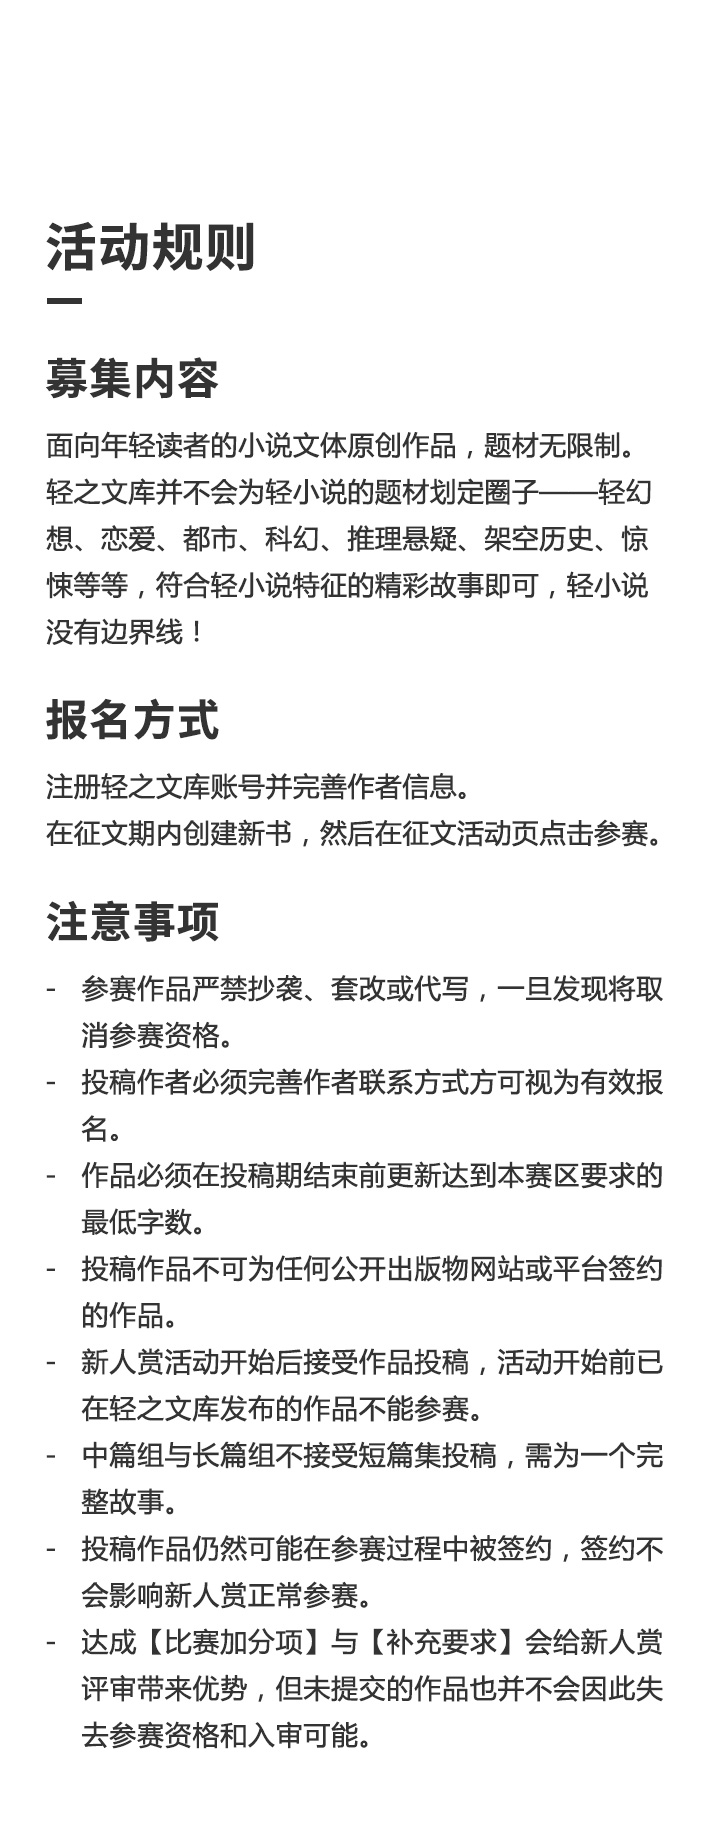 活动规则
募集内容
面向年轻读者的小说文体原创作品，题材无限制。
轻之文库并不会为轻小说的题材划定圈子——轻幻
想、恋爱、都市、科幻、推理悬疑、架空历史、惊
悚等等，符合轻小说特征的精彩故事即可，轻小说
没有边界线！
报名方式
注册轻之文库账号并完善作者信息。
在征文期内创建新书，然后在征文活动页点击参赛。
注意事项
- 参赛作品严禁抄袭、套改或代写，一旦发现将取
消参赛资格。
- 投稿作者必须完善作者联系方式方可视为有效报
名。
- 作品必须在投稿期结束前更新达到本赛区要求的
最低字数。
- 投稿作品不可为任何公开出版物网站或平台签约
的作品。
- 新人赏活动开始后接受作品投稿，活动开始前已
在轻之文库发布的作品不能参赛。
- 中篇组与长篇组不接受短篇集投稿，需为一个完
整故事。
- 投稿作品仍然可能在参赛过程中被签约，签约不
会影响新人赏正常参赛。
- 达成【比赛加分项】与【补充要求】会给新人赏
评审带来优势，但未提交的作品也并不会因此失
去参赛资格和入审可能。